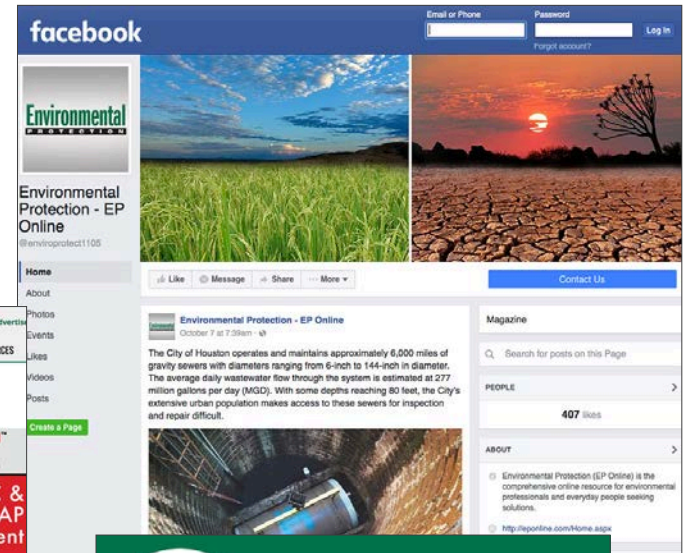 facebook
Email or Phone
Password
Log In
Forgot account?
Environmental
PROTECTION
Environmental
Protection - EP
Online
@enviroprotect1105
Home
About
Photos
Events
Likes
Videos
Posts
Create a Page
Like
Message
Share
More
Contact Us
Environmental Protection - EP Online
October 7 at 7:39am
The City of Houston operates and maintains approximately 6,000 miles of
gravity sewers with diameters ranging from 6-inch to 144-inch in diameter.
The average daily wastewater flow through the system is estimated at 277
million gallons per day (MGD). With some depths reaching 80 feet, the City's
extensive urban population makes access to these sewers for inspection
and repair difficult.
Magazine
Search for posts on this Page
PEOPLE
407 likes
ABOUT
Environmental Protection (EP Online) is the
comprehensive online resource for environmental
professionals and everyday people seeking
solutions.
http://eponline.com/Home.aspx
&
AP
ent